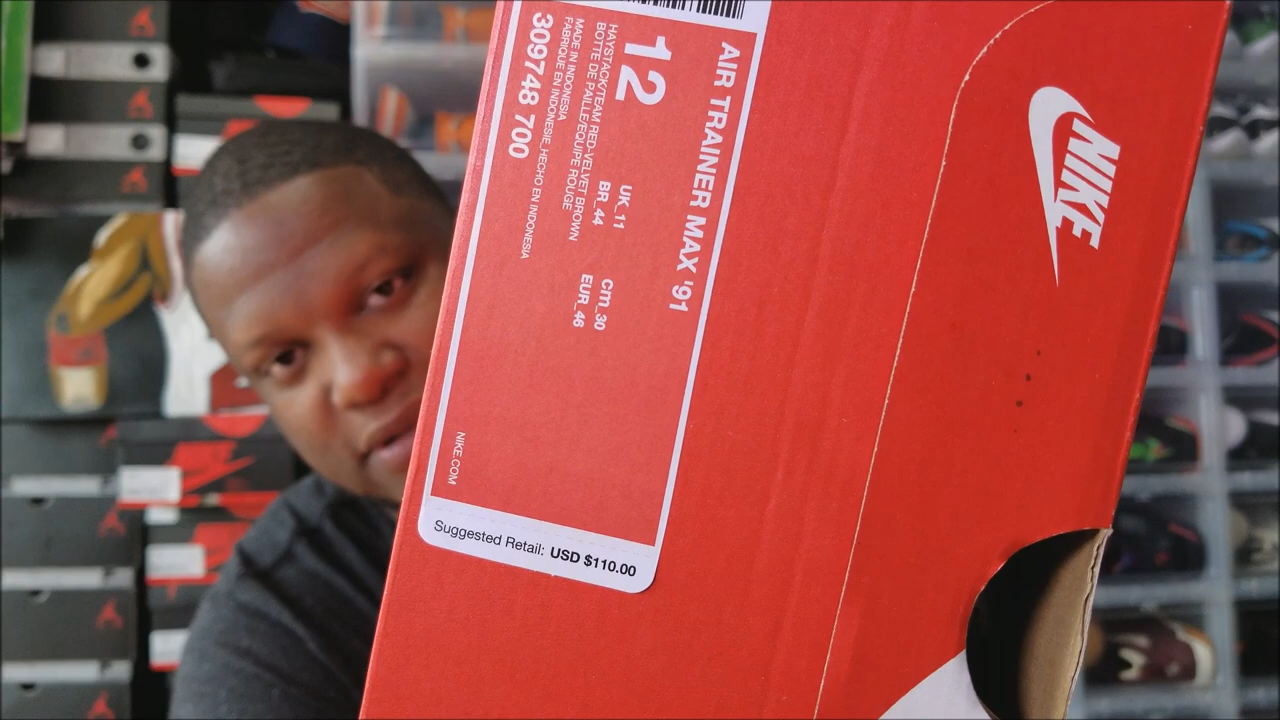 AIR TRAINER MAX '91
12
UK_11
cm_30
BR_44
EUR_46
HAYSTACK/TEAM RED-VELVET BROWN
BOTTE DE PAILLE/EQUIPE ROUGE
MADE IN INDONESIA
FABRIQUE EN INDONESIE_HECHO EN INDONESIA
309748 700
NIKE.COM
Suggested Retail: USD $110.00
NIKE